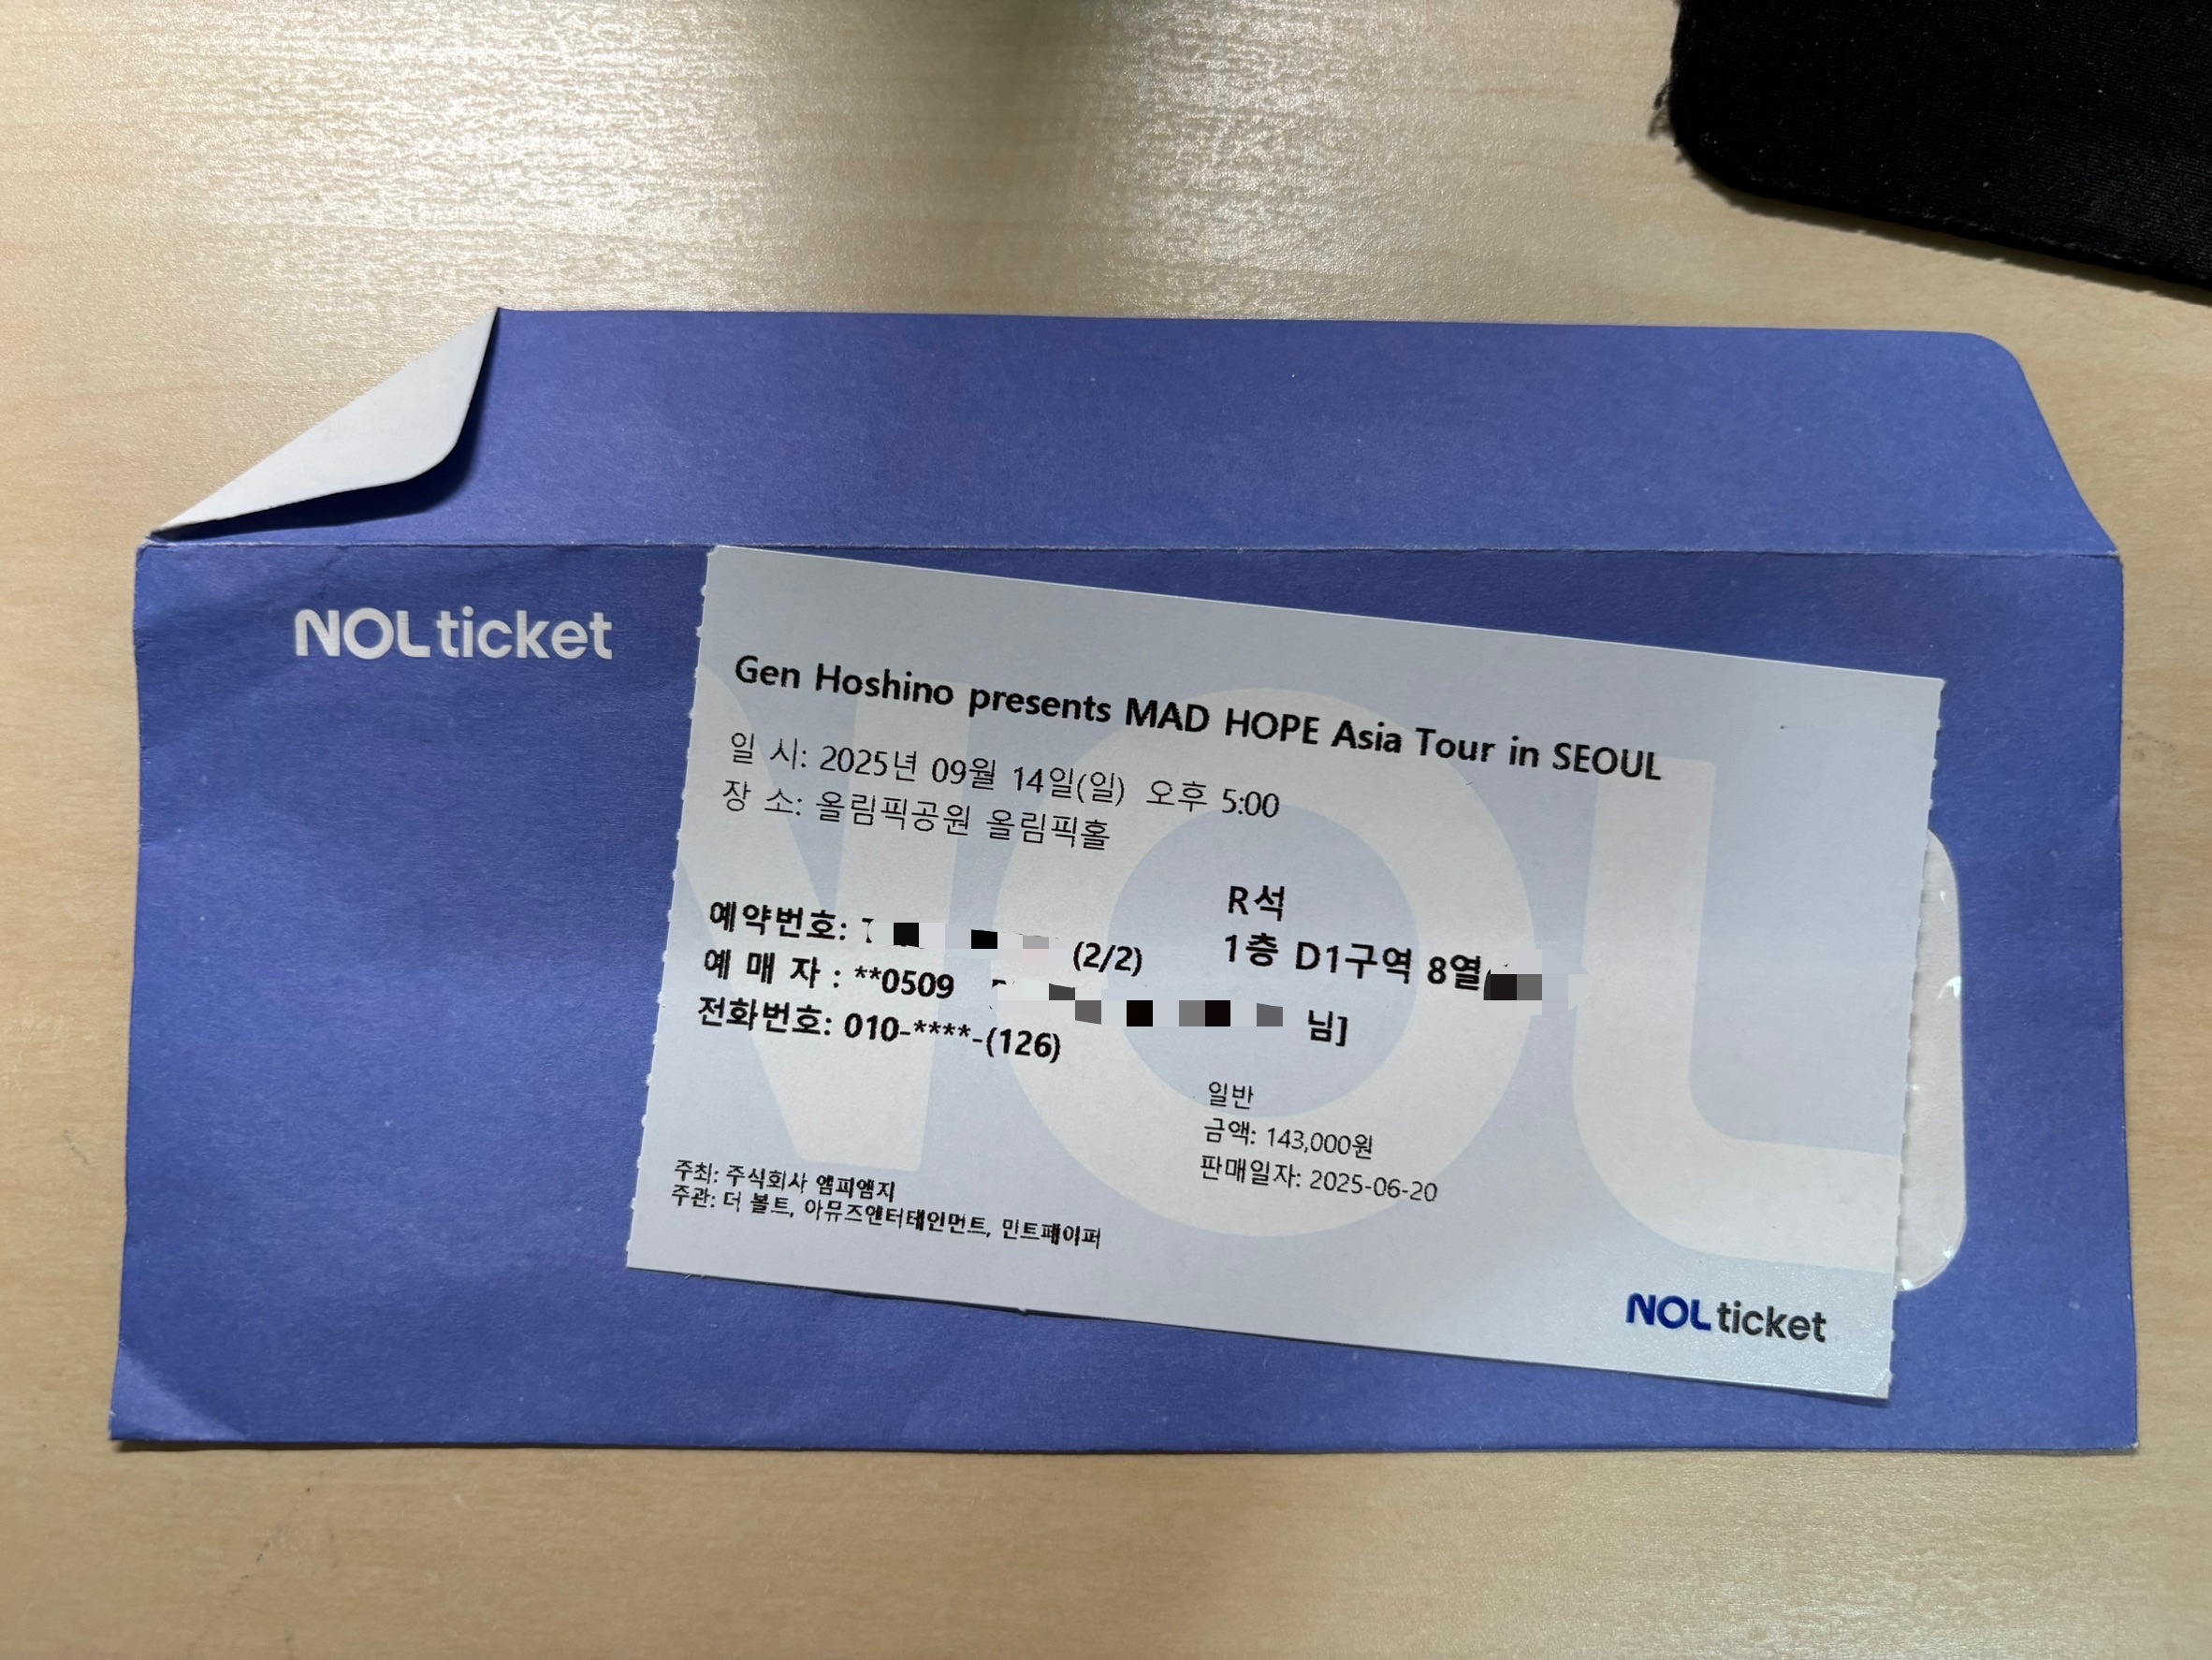 NOL ticket
Gen Hoshino presents MAD HOPE Asia Tour in SEOUL
일 시: 2025년 09월 14일(일) 오후 5:00
장 소: 올림픽공원 올림픽홀
R석
1층 D1구역 8열
예약번호: (2/2)
예 매 자 : **0509 님]
전화번호: 010-****-(126)
일반
금액: 143,000원
판매일자: 2025-06-20
주최: 주식회사 엠피엠지
주관: 더 볼트, 아뮤즈엔터테인먼트, 민트페이퍼
NOL ticket
NOL